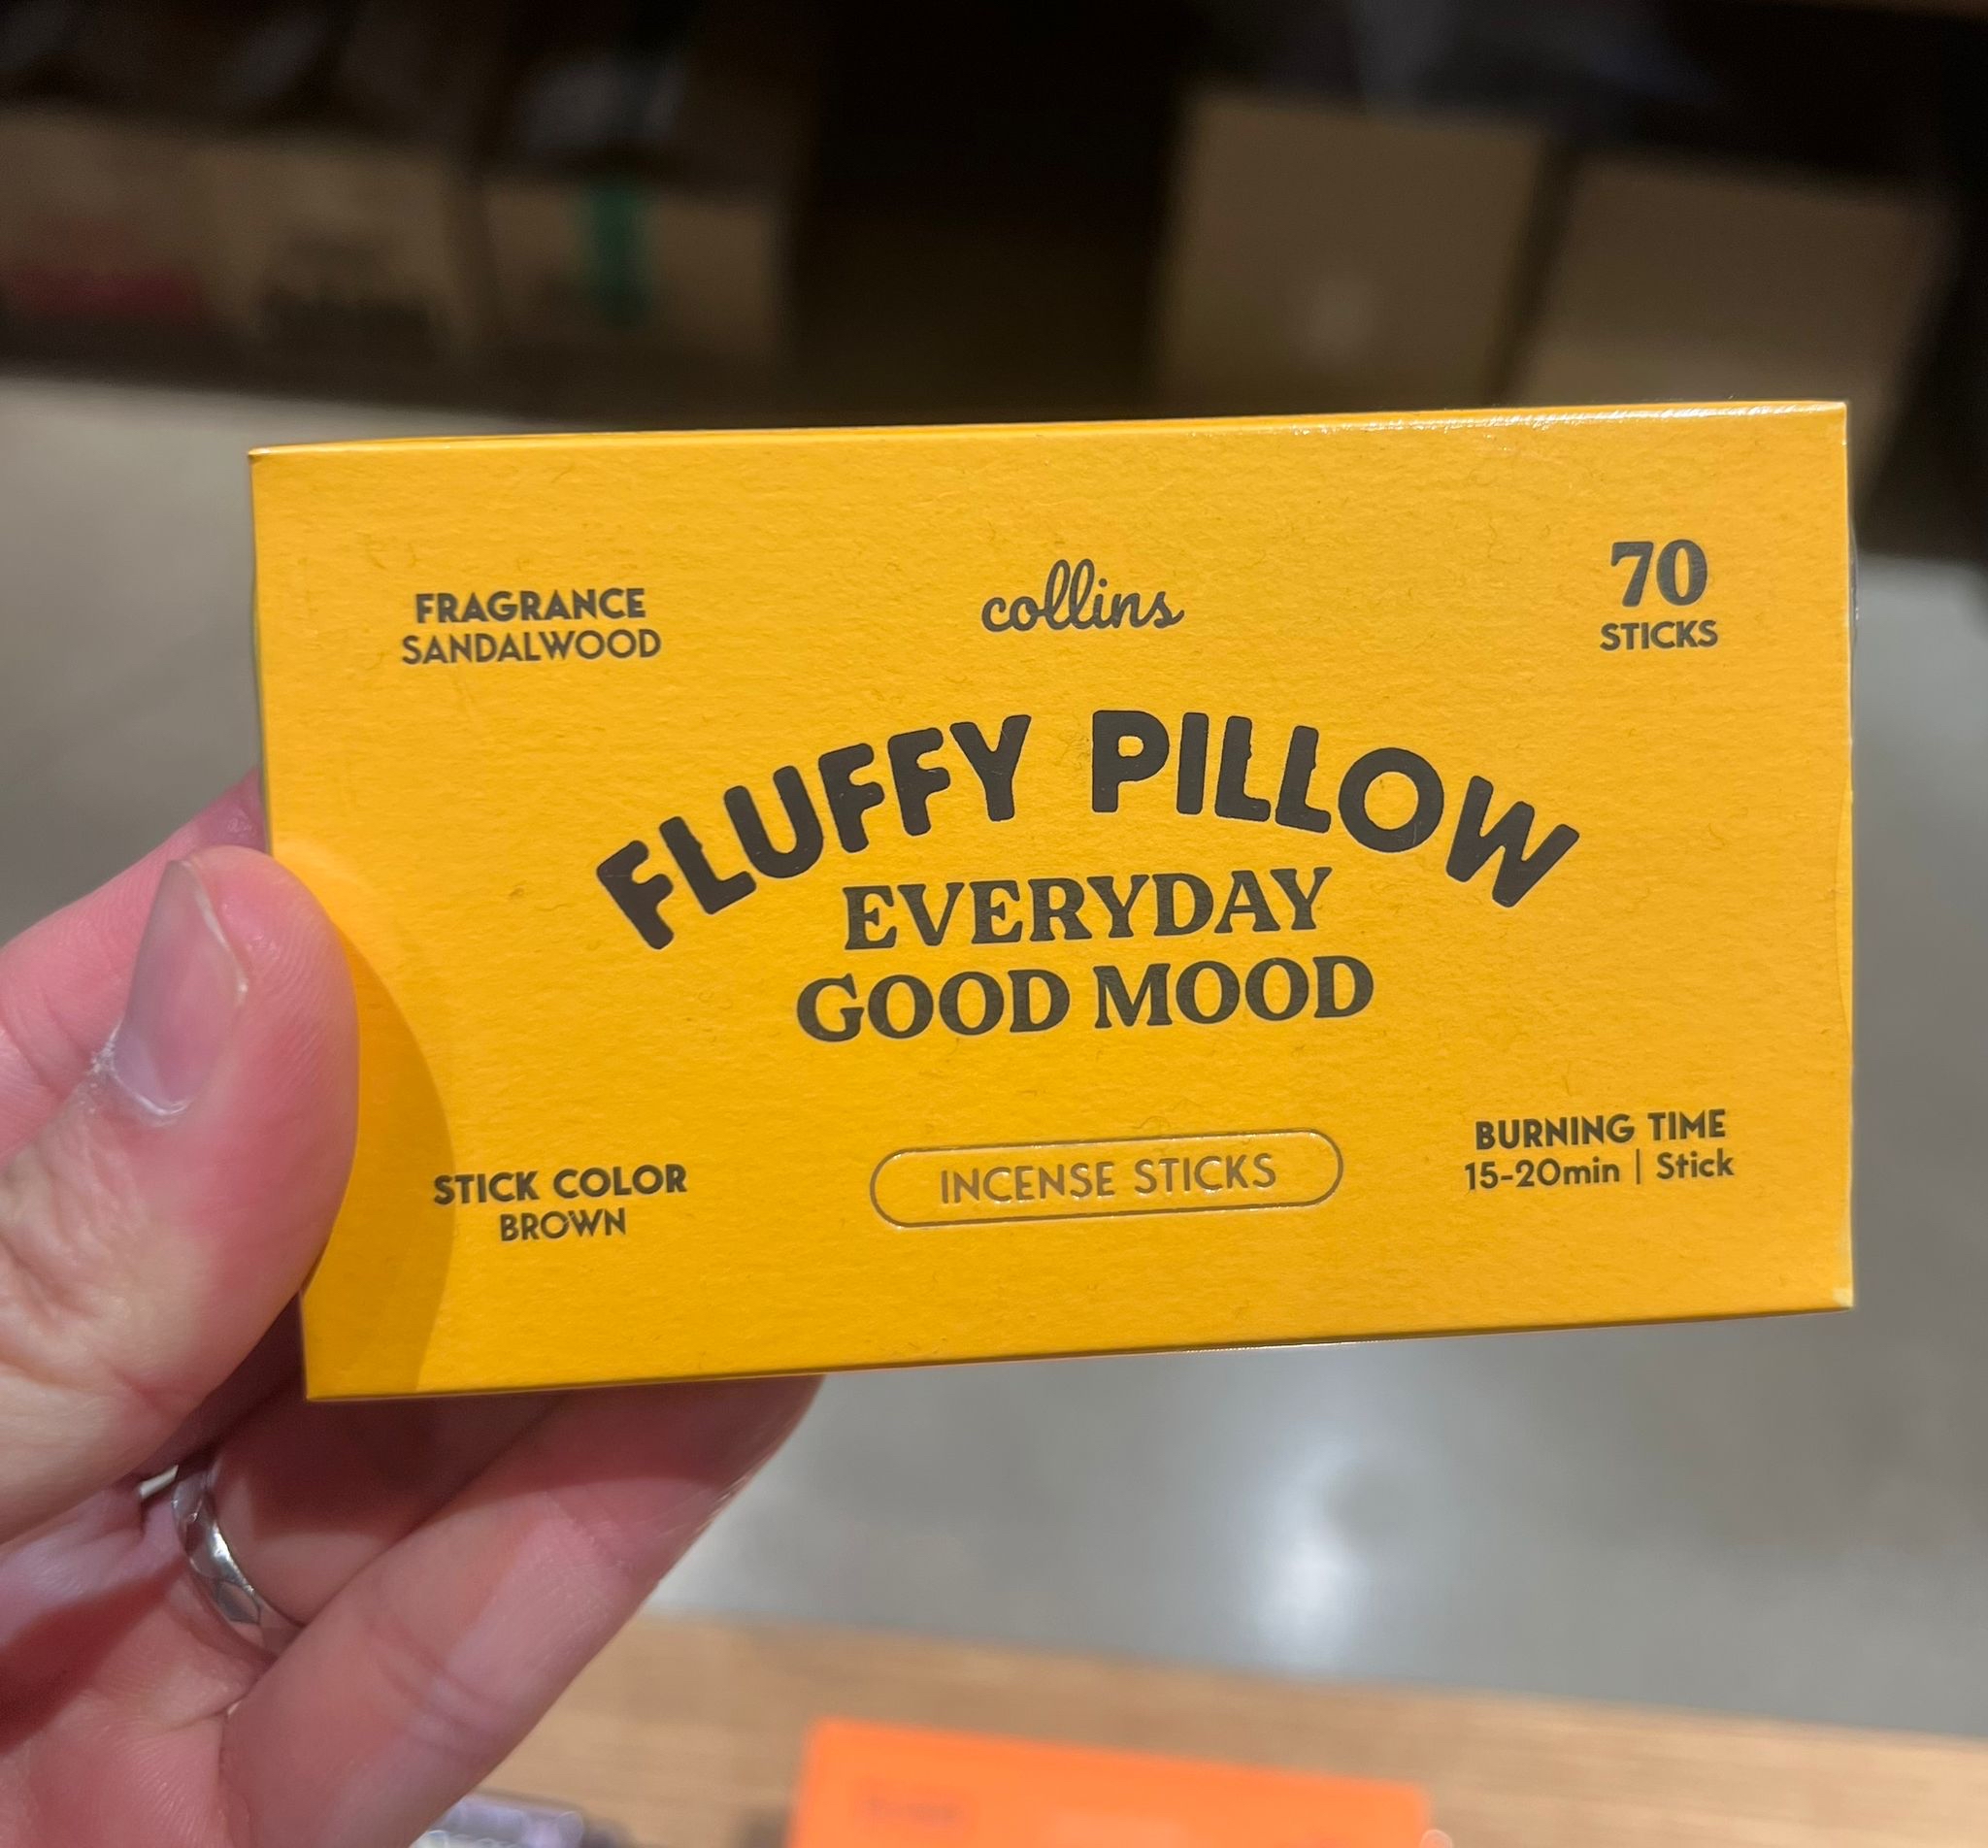 FRAGRANCE
SANDALWOOD
collins
70
STICKS
FLUFFY PILLOW
EVERYDAY
GOOD MOOD
STICK COLOR
BROWN
INCENSE STICKS
BURNING TIME
15-20min | Stick